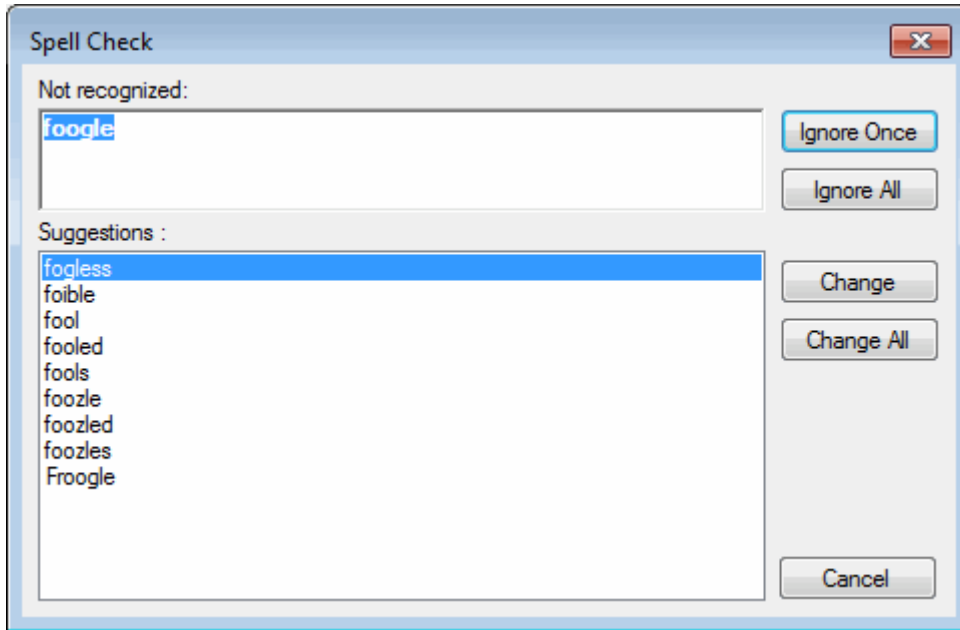 Spell Check
Not recognized:
foogle
Ignore Once
Ignore All
Suggestions :
fogless
foible
fool
fooled
fools
foozle
foozled
foozles
Froogle
Change
Change All
Cancel